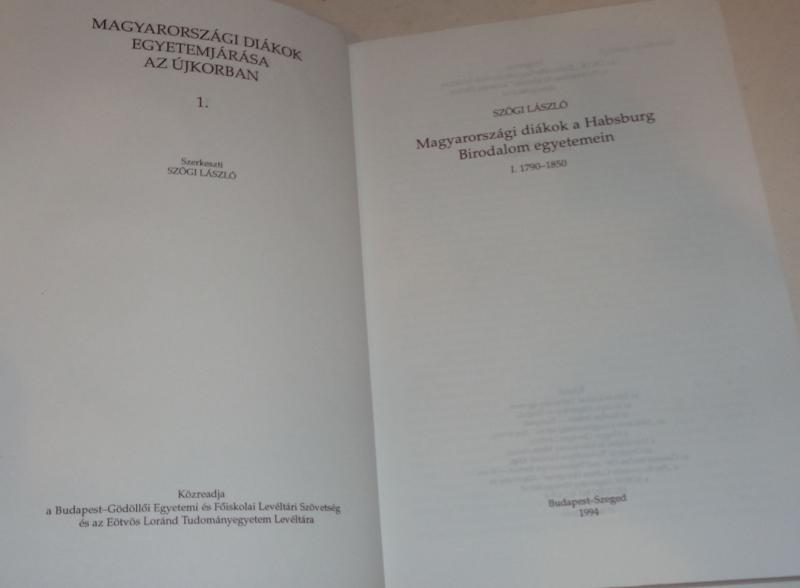 MAGYARORSZÁGI DIÁKOK
EGYETEMJÁRÁSA
AZ ÚJKORBAN
1.
Szerkeszti
SZÖGI LÁSZLÓ
Közreadja
a Budapest–Gödöllői Egyetemi és Főiskolai Levéltári Szövetség
és az Eötvös Loránd Tudományegyetem Levéltára
SZÖGI LÁSZLÓ
Magyarországi diákok a Habsburg
Birodalom egyetemein
I. 1790–1850
Budapest–Szeged
1994